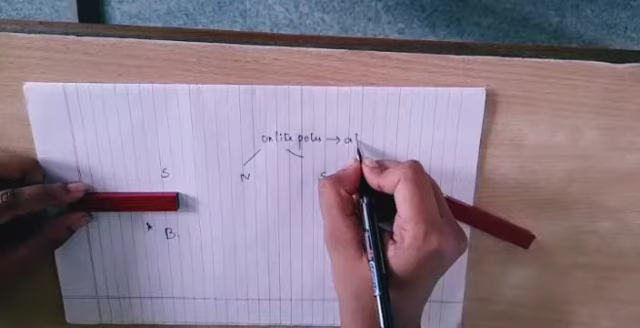 unlike poles → at
S N S
B.